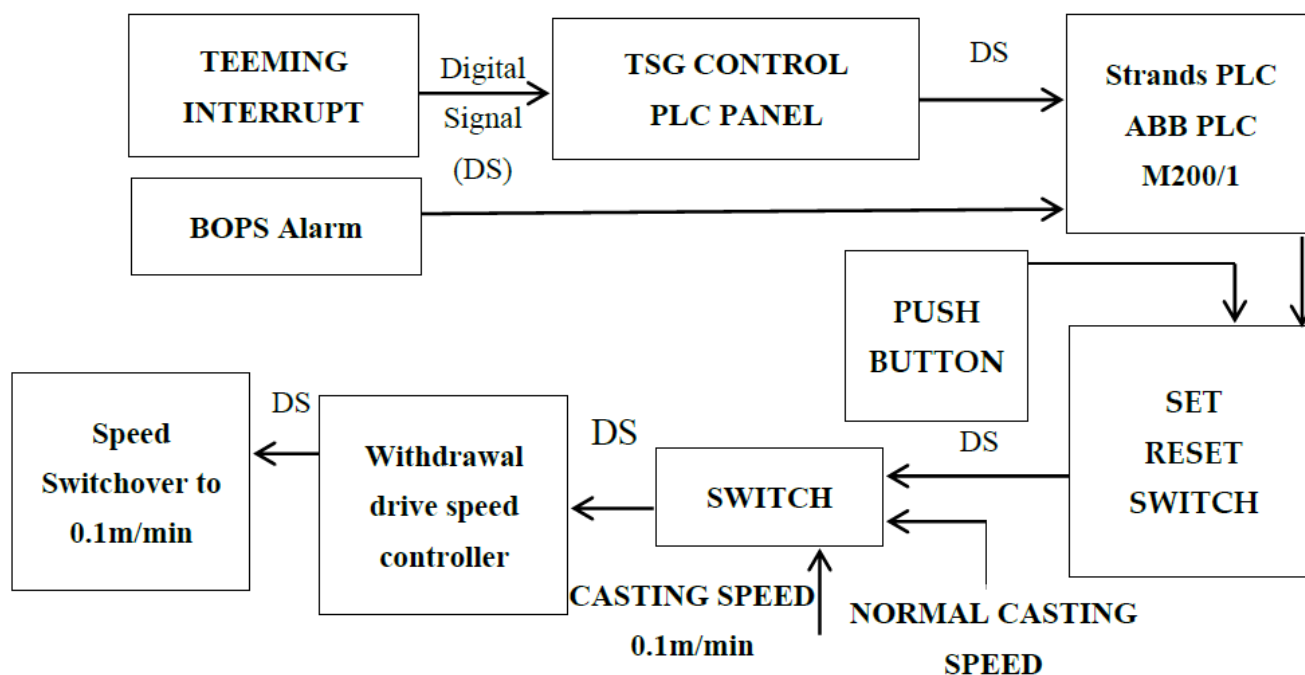 TEEMING
INTERRUPT
Digital
Signal
(DS)
TSG CONTROL
PLC PANEL
DS
Strands PLC
ABB PLC
M200/1
BOPS Alarm
PUSH
BUTTON
SET
RESET
SWITCH
DS
SWITCH
CASTING SPEED
0.1m/min
NORMAL CASTING
SPEED
DS
Withdrawal
drive speed
controller
DS
Speed
Switchover to
0.1m/min